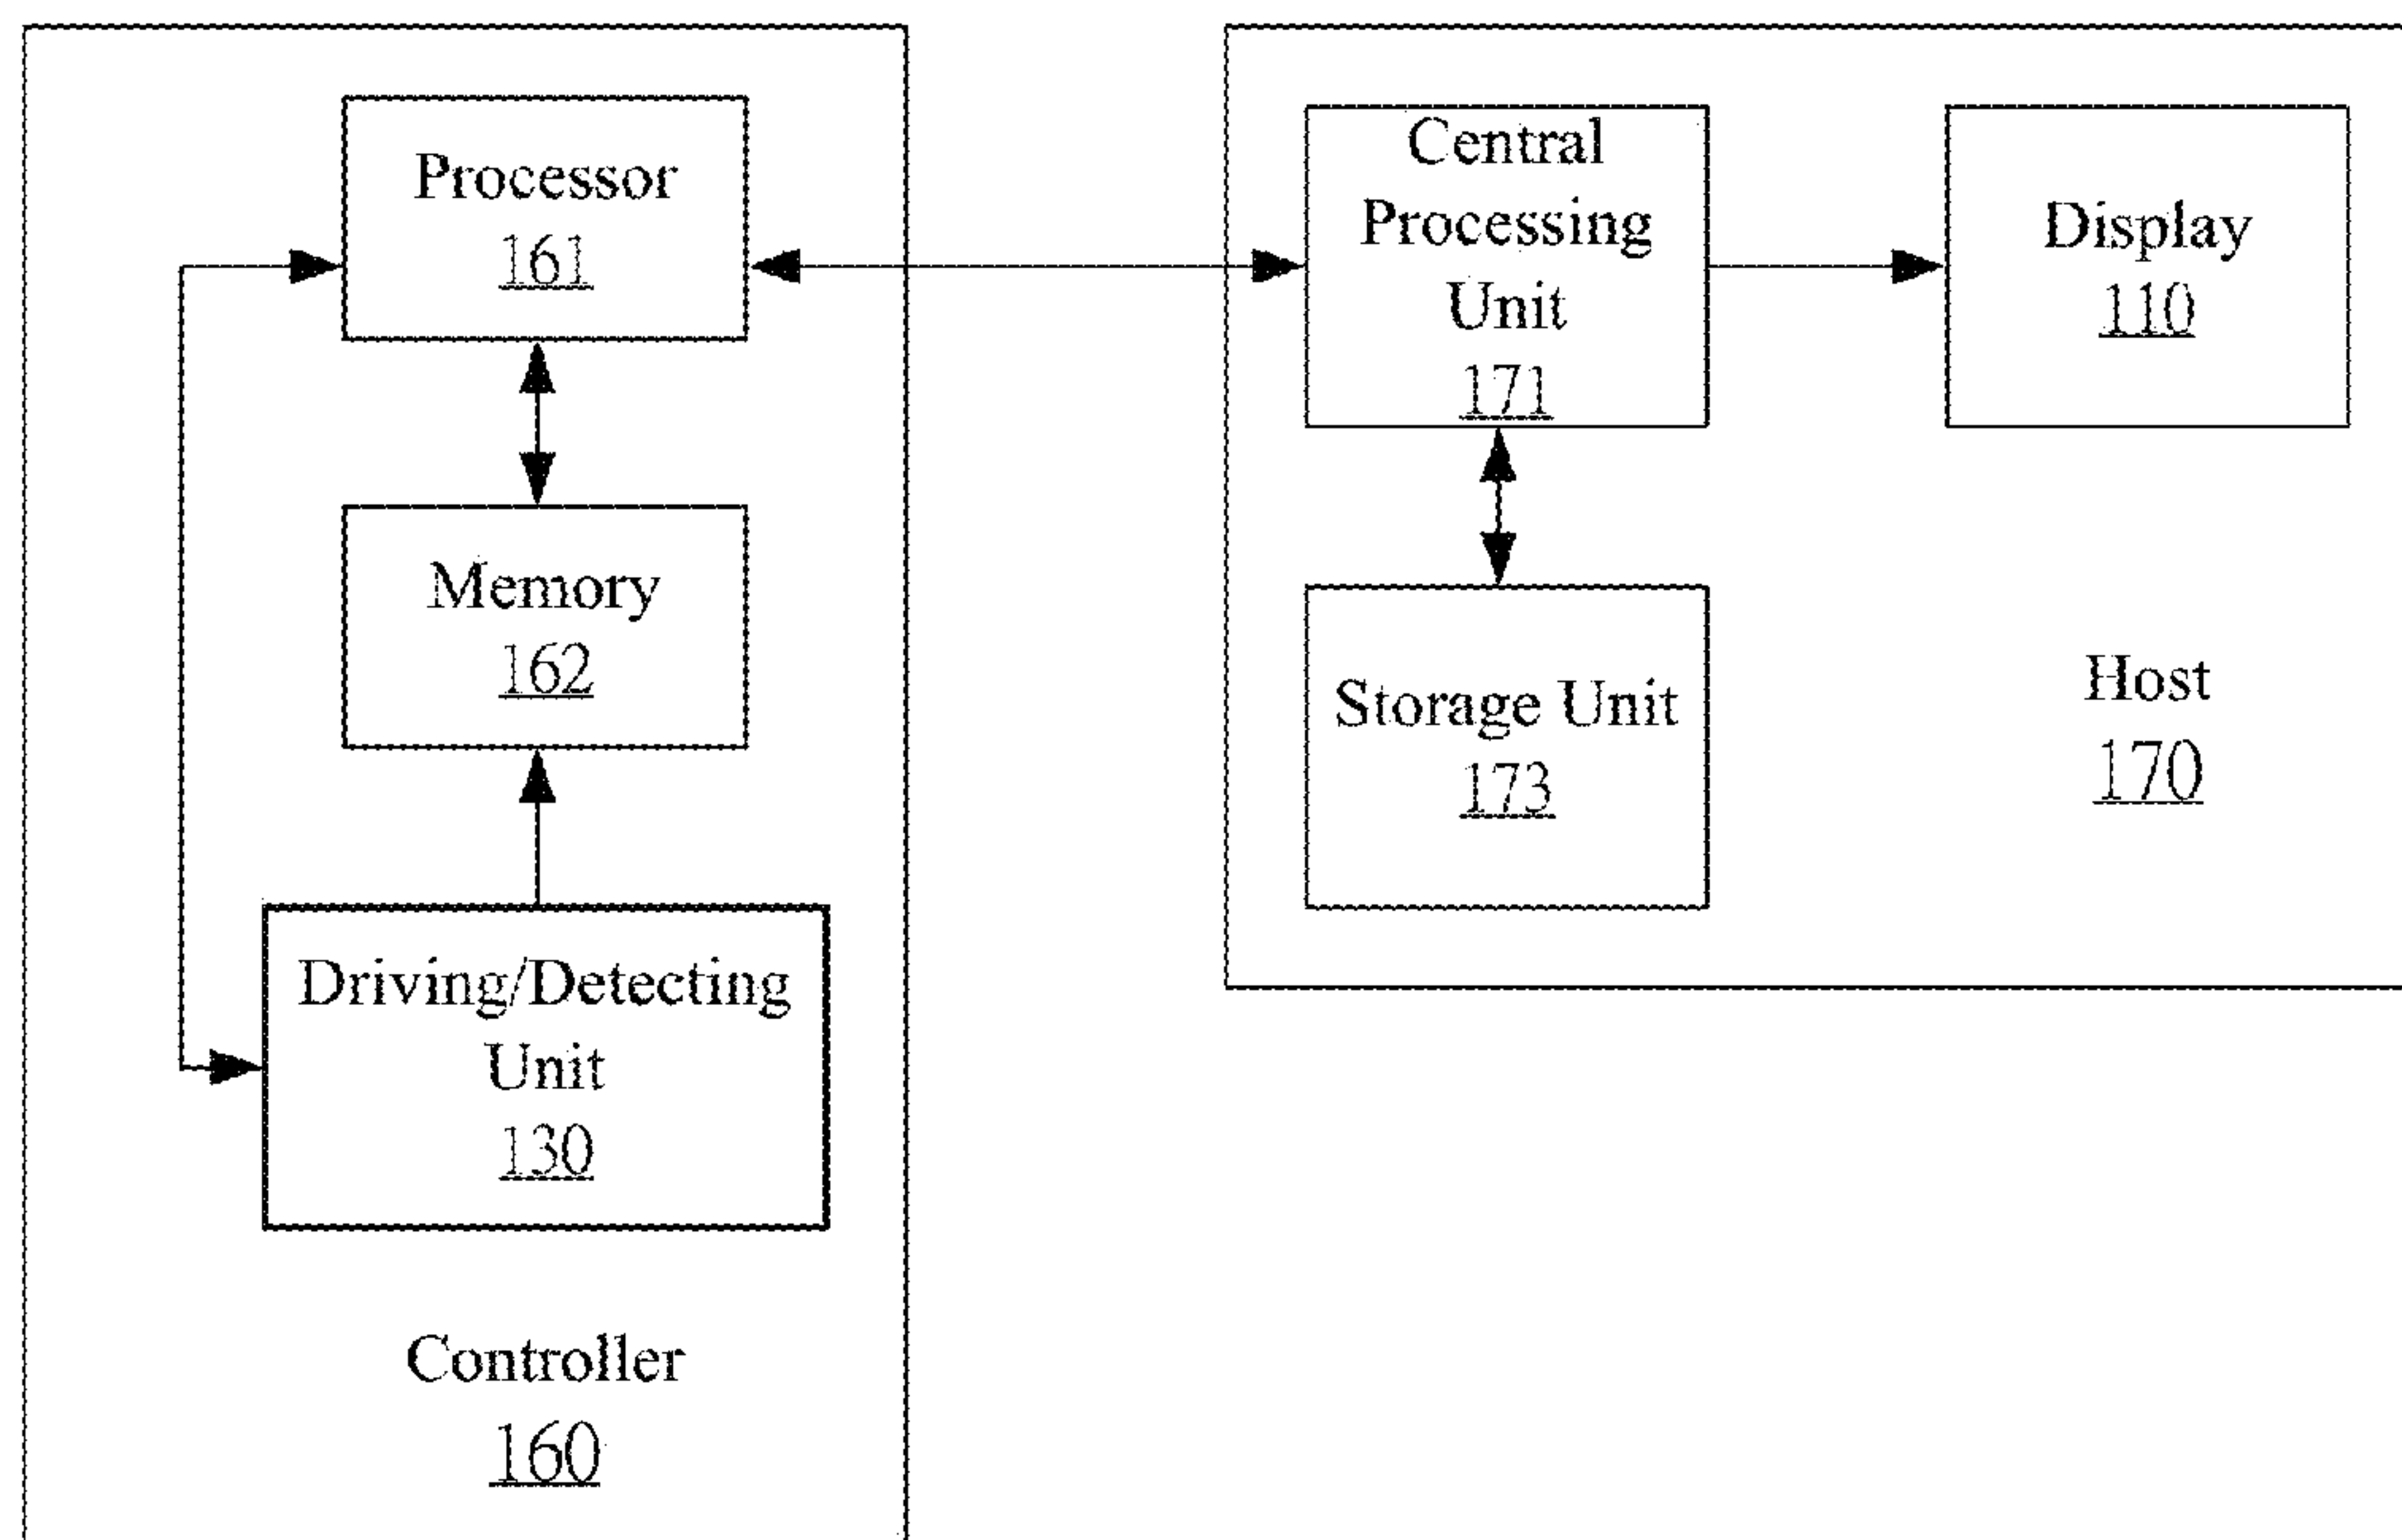 Processor
161
Memory
162
Driving/Detecting
Unit
130
Controller
160
Central
Processing
Unit
171
Display
110
Storage Unit
173
Host
170